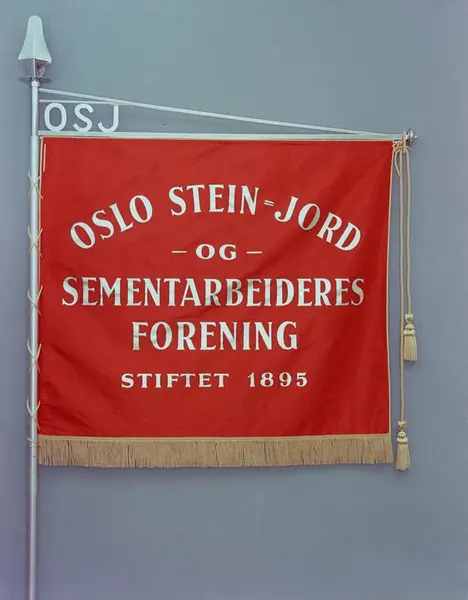 OSJ
OSLO STEIN=JORD
– OG –
SEMENTARBEIDERES
FORENING
STIFTET 1895